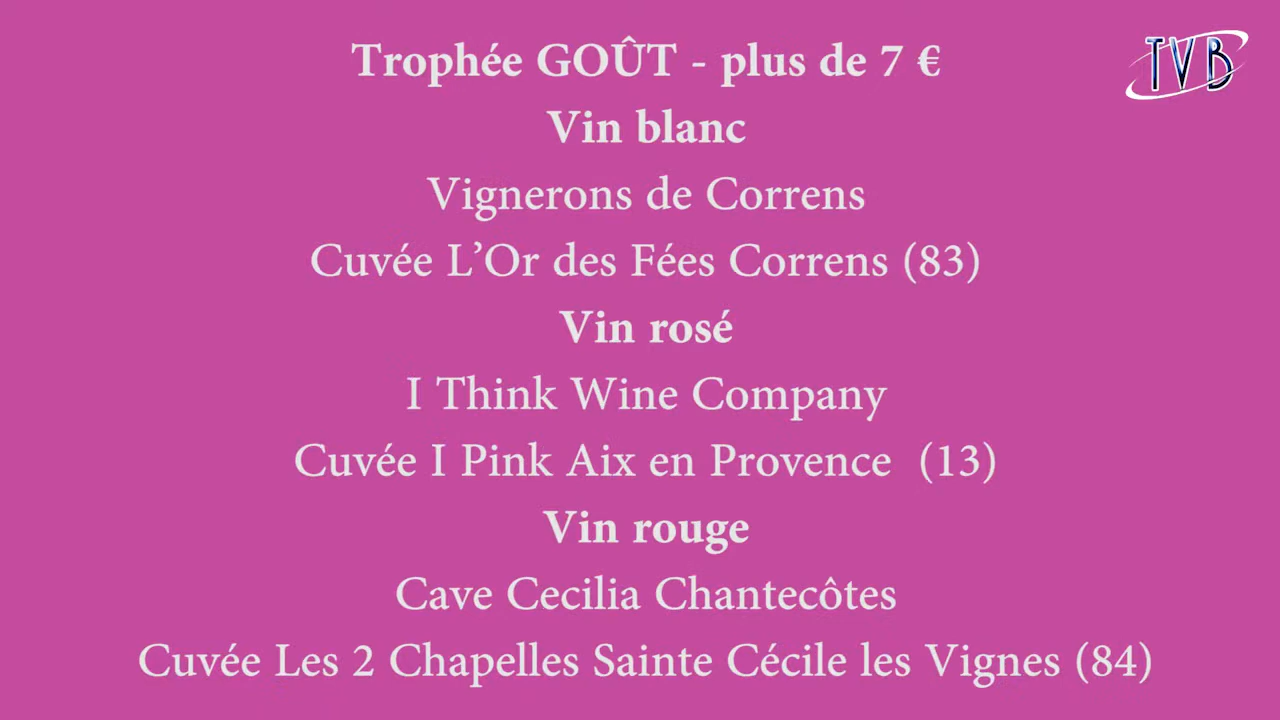 Trophée GOÛT - plus de 7 €
TVB
Vin blanc
Vignerons de Correns
Cuvée L’Or des Fées Correns (83)
Vin rosé
I Think Wine Company
Cuvée I Pink Aix en Provence  (13)
Vin rouge
Cave Cecilia Chantecôtes
Cuvée Les 2 Chapelles Sainte Cécile les Vignes (84)